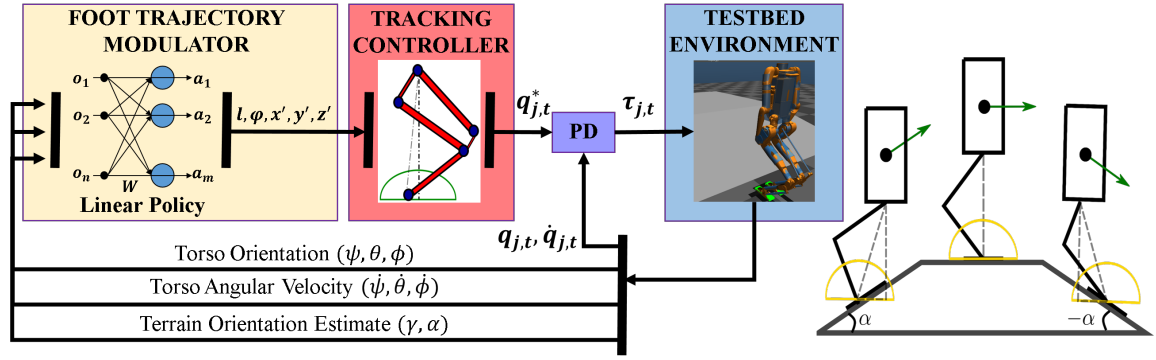 FOOT TRAJECTORY
MODULATOR
o₁
a₁
o₂
a₂
oₙ
W
aₘ
Linear Policy
l, φ, x′, y′, z′
TRACKING
CONTROLLER
q*ⱼ,ₜ
PD
τⱼ,ₜ
TESTBED
ENVIRONMENT
qⱼ,ₜ, q̇ⱼ,ₜ
Torso Orientation (ψ, θ, ϕ)
Torso Angular Velocity (ψ̇, θ̇, ϕ̇)
Terrain Orientation Estimate (γ, α)
α
−α